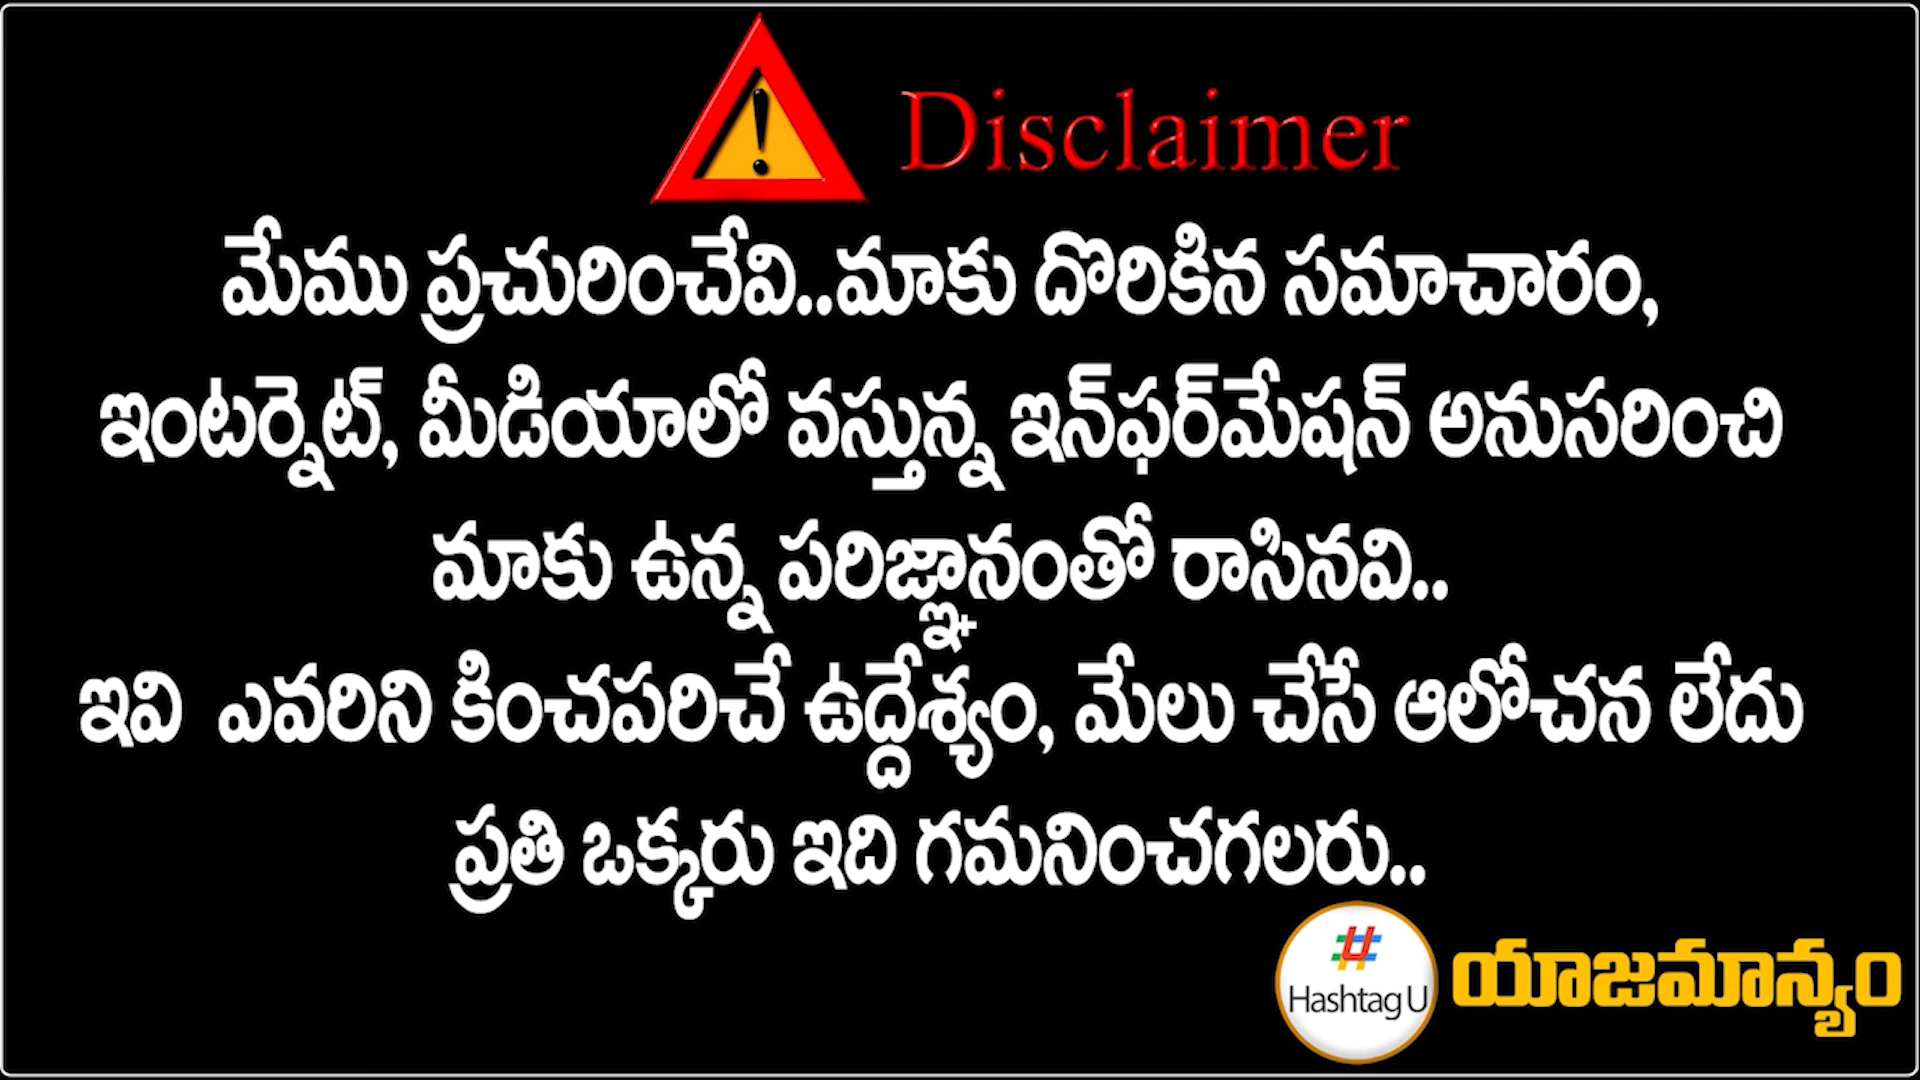 Disclaimer
మేము ప్రచురించేవి..మాకు దొరికిన సమాచారం,
ఇంటర్నెట్, మీడియాలో వస్తున్న ఇన్‌ఫర్‌మేషన్ అనుసరించి
మాకు ఉన్న పరిజ్ఞానంతో రాసినవి..
ఇవి ఎవరిని కించపరిచే ఉద్దేశ్యం, మేలు చేసే ఆలోచన లేదు
ప్రతి ఒక్కరు ఇది గమనించగలరు..
Hashtag U యాజమాన్యం